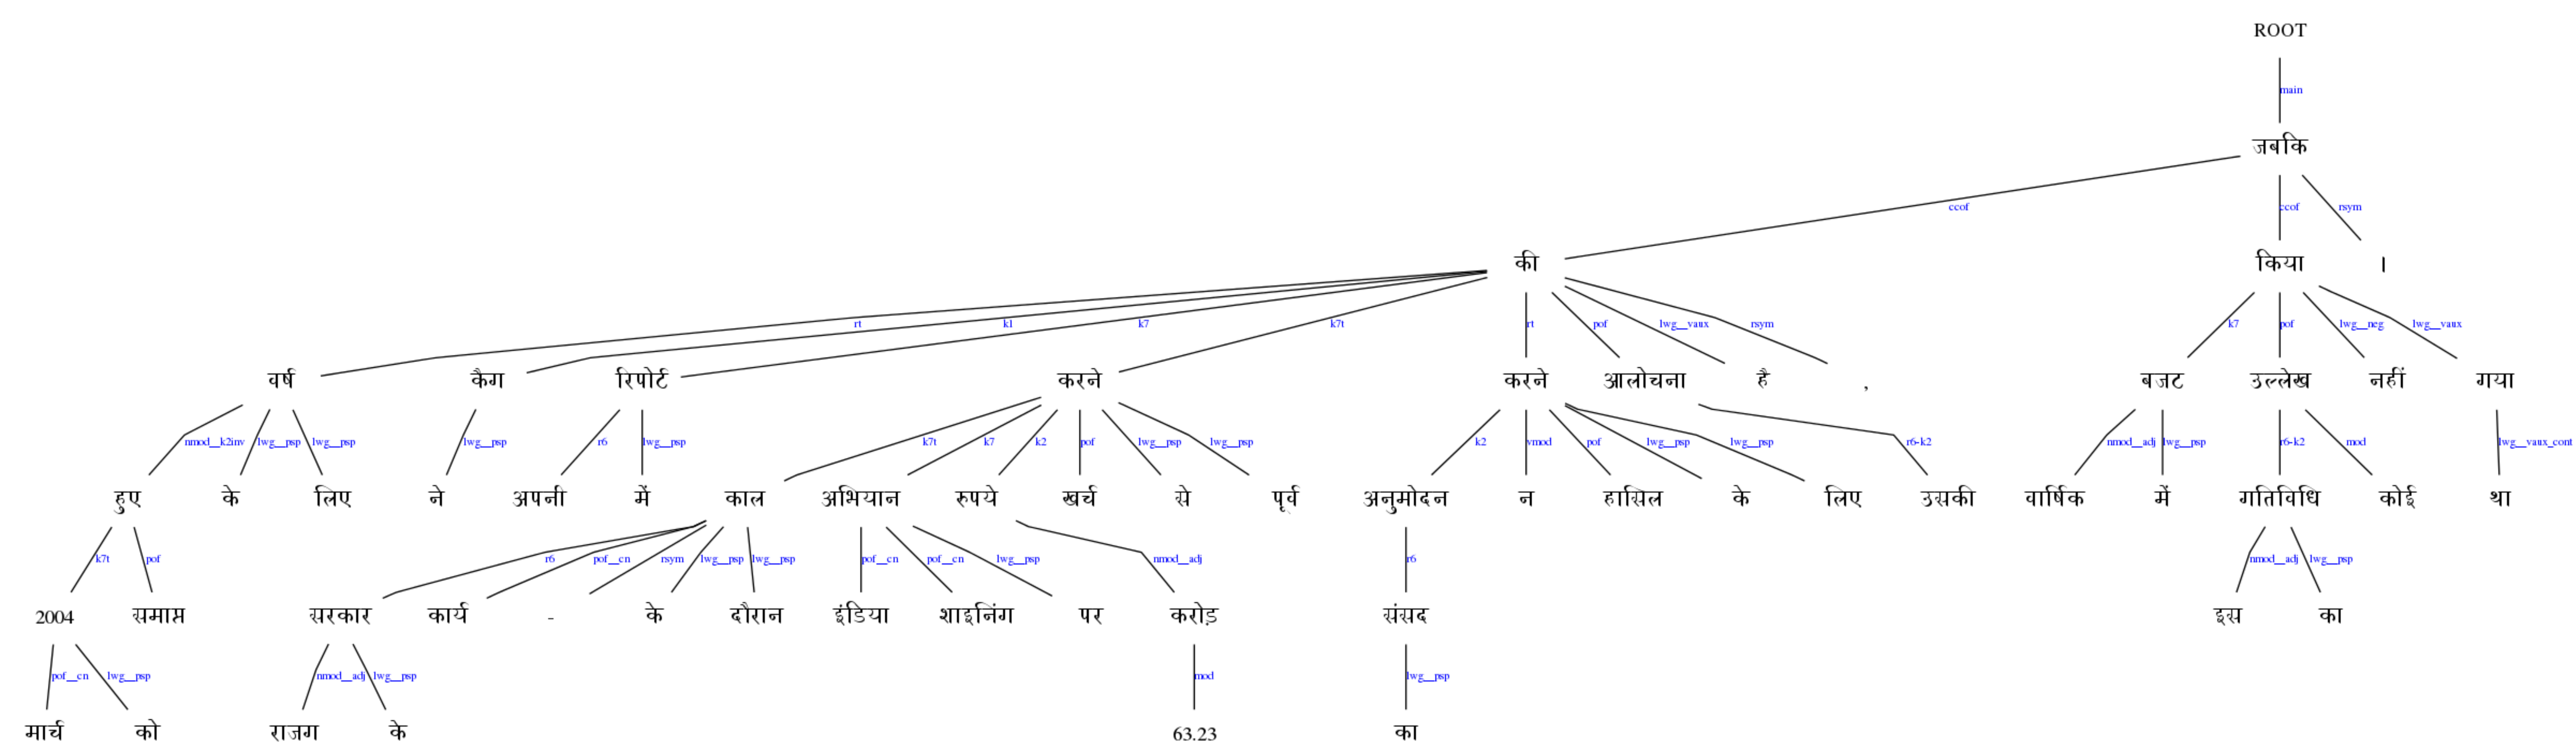 ROOT
main
जबकि
ccof ccof rsym
की किया ।
rt k1 k7 k7t rt pof lwg__vaux rsym k7 pof lwg__neg lwg__vaux
वर्ष कैग रिपोर्ट करने करने आलोचना है , बजट उल्लेख नहीं गया
nmod__k2inv lwg__psp lwg__psp lwg__psp r6 lwg__psp k7t k7 k2 pof lwg__psp lwg__psp k2 vmod pof lwg__psp lwg__psp r6-k2 nmod__adj lwg__psp r6-k2 mod lwg__vaux_cont
हुए के लिए ने अपनी में काल अभियान रुपये खर्च से पूर्व अनुमोदन न हासिल के लिए उसकी वार्षिक में गतिविधि कोई था
k7t pof r6 pof__cn rsym lwg__psp lwg__psp pof__cn pof__cn lwg__psp nmod__adj r6 nmod__adj lwg__psp
2004 समाप्त सरकार कार्य - के दौरान इंडिया शाइनिंग पर करोड़ संसद इस का
pof__cn lwg__psp nmod__adj lwg__psp mod lwg__psp
मार्च को राजग के 63.23 का